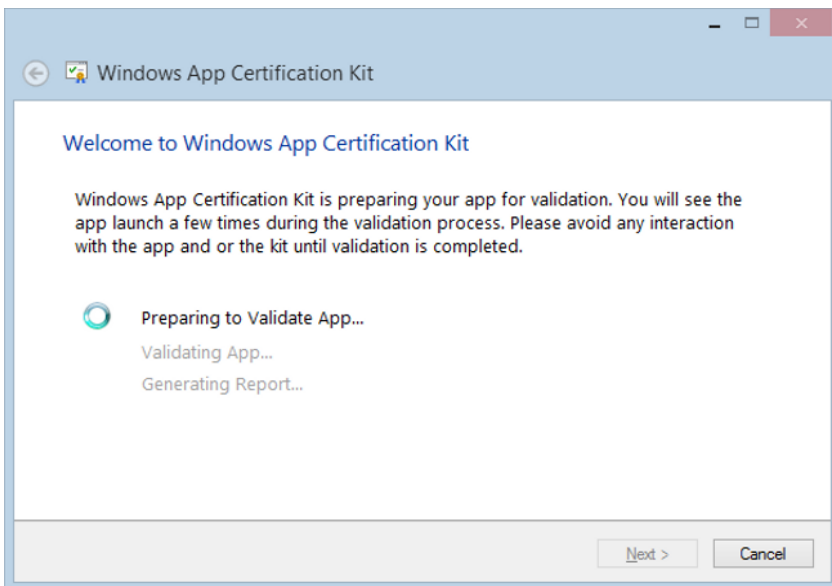 Windows App Certification Kit
Welcome to Windows App Certification Kit
Windows App Certification Kit is preparing your app for validation. You will see the
app launch a few times during the validation process. Please avoid any interaction
with the app and or the kit until validation is completed.
Preparing to Validate App...
Validating App...
Generating Report...
Next >
Cancel